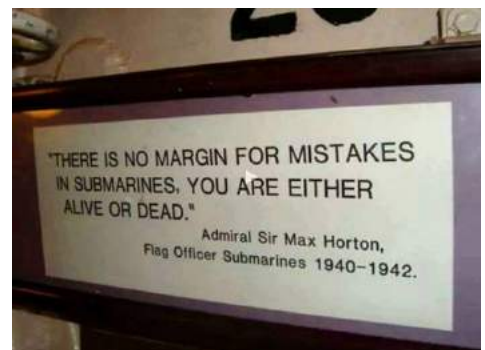 "THERE IS NO MARGIN FOR MISTAKES
IN SUBMARINES, YOU ARE EITHER
ALIVE OR DEAD."
Admiral Sir Max Horton,
Flag Officer Submarines 1940-1942.